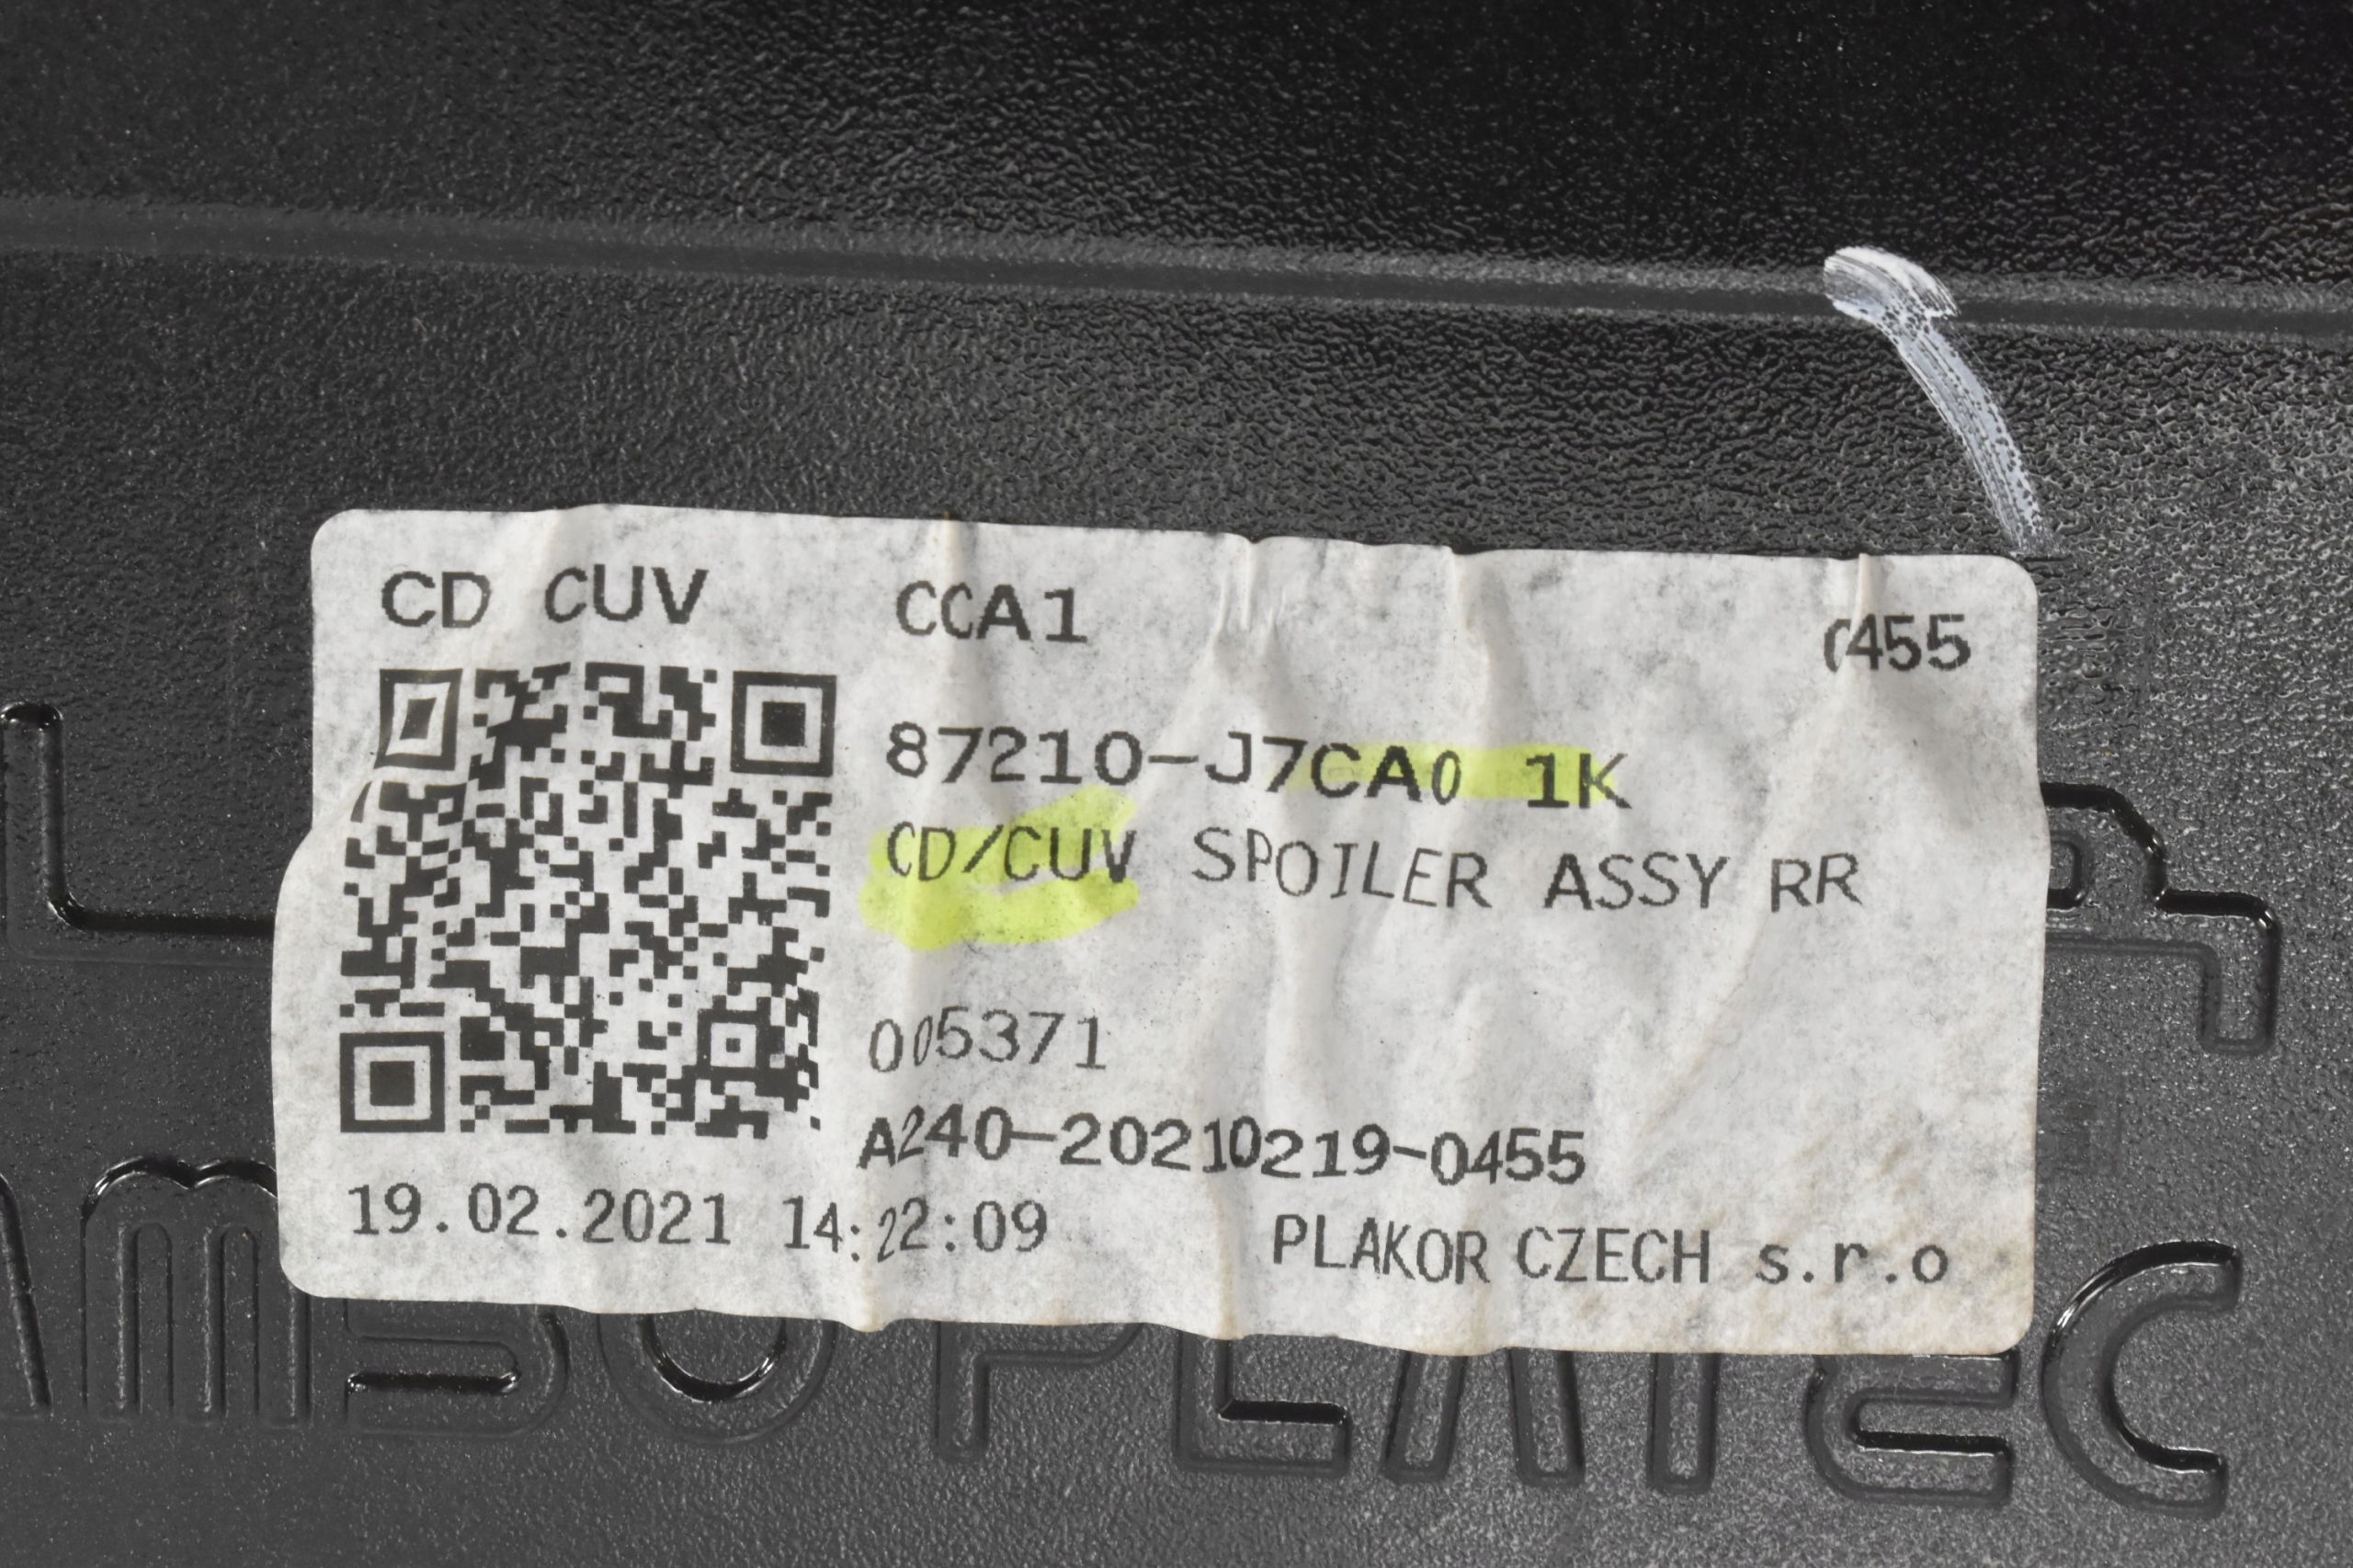 CD CUV CCA1 0455
87210-J7CA0 1K
CD/CUV SPOILER ASSY RR
005371
A240-20210219-0455
19.02.2021 14:22:09 PLAKOR CZECH s.r.o